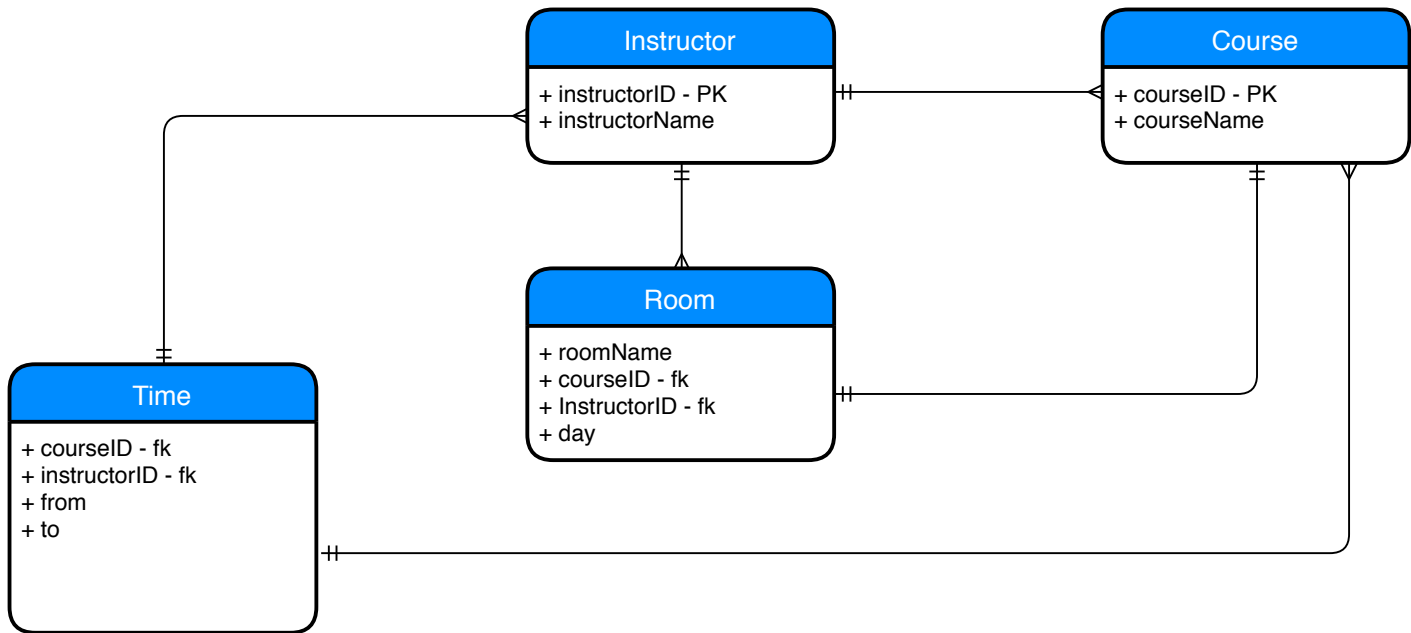 Instructor
+ instructorID - PK
+ instructorName
Course
+ courseID - PK
+ courseName
Room
+ roomName
+ courseID - fk
+ InstructorID - fk
+ day
Time
+ courseID - fk
+ instructorID - fk
+ from
+ to